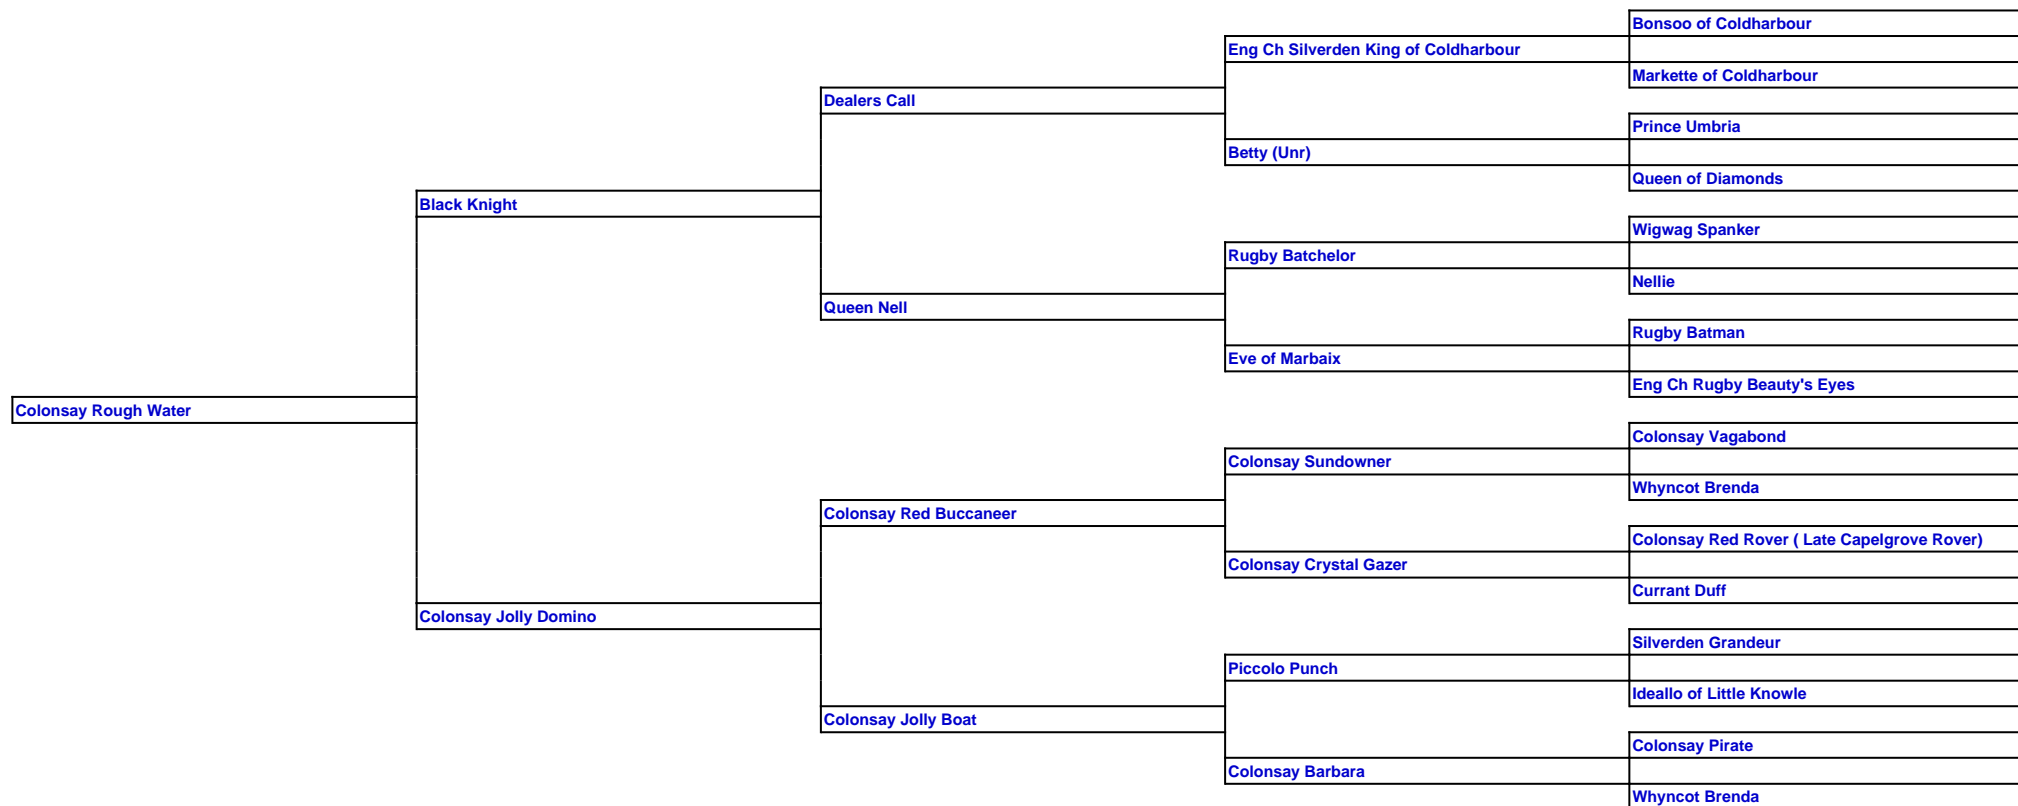 Bonsoo of Coldharbour
Eng Ch Silverden King of Coldharbour
Markette of Coldharbour
Dealers Call
Prince Umbria
Betty (Unr)
Queen of Diamonds
Black Knight
Wigwag Spanker
Rugby Batchelor
Nellie
Queen Nell
Rugby Batman
Eve of Marbaix
Eng Ch Rugby Beauty's Eyes
Colonsay Rough Water
Colonsay Vagabond
Colonsay Sundowner
Whyncot Brenda
Colonsay Red Buccaneer
Colonsay Red Rover ( Late Capelgrove Rover)
Colonsay Crystal Gazer
Currant Duff
Colonsay Jolly Domino
Silverden Grandeur
Piccolo Punch
Ideallo of Little Knowle
Colonsay Jolly Boat
Colonsay Pirate
Colonsay Barbara
Whyncot Brenda